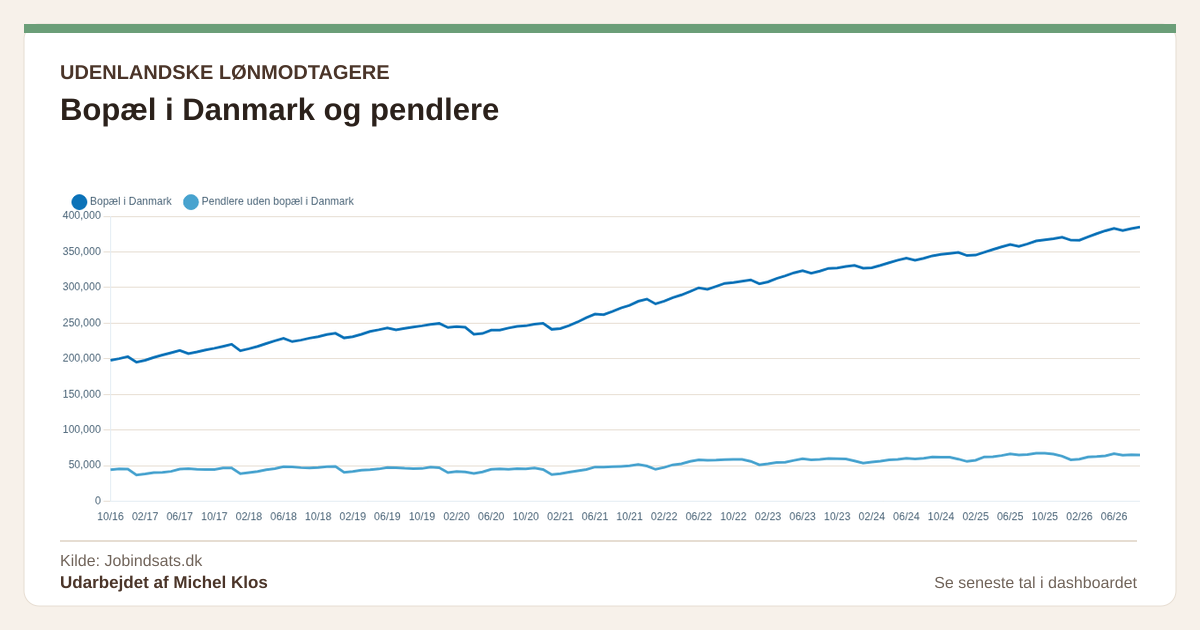 UDENLANDSKE LØNMODTAGERE
Bopæl i Danmark og pendlere
Bopæl i Danmark Pendlere uden bopæl i Danmark
400,000
350,000
300,000
250,000
200,000
150,000
100,000
50,000
0
10/16 02/17 06/17 10/17 02/18 06/18 10/18 02/19 06/19 10/19 02/20 06/20 10/20 02/21 06/21 10/21 02/22 06/22 10/22 02/23 06/23 10/23 02/24 06/24 10/24 02/25 06/25 10/25 02/26 06/26
Kilde: Jobindsats.dk
Udarbejdet af Michel Klos
Se seneste tal i dashboardet